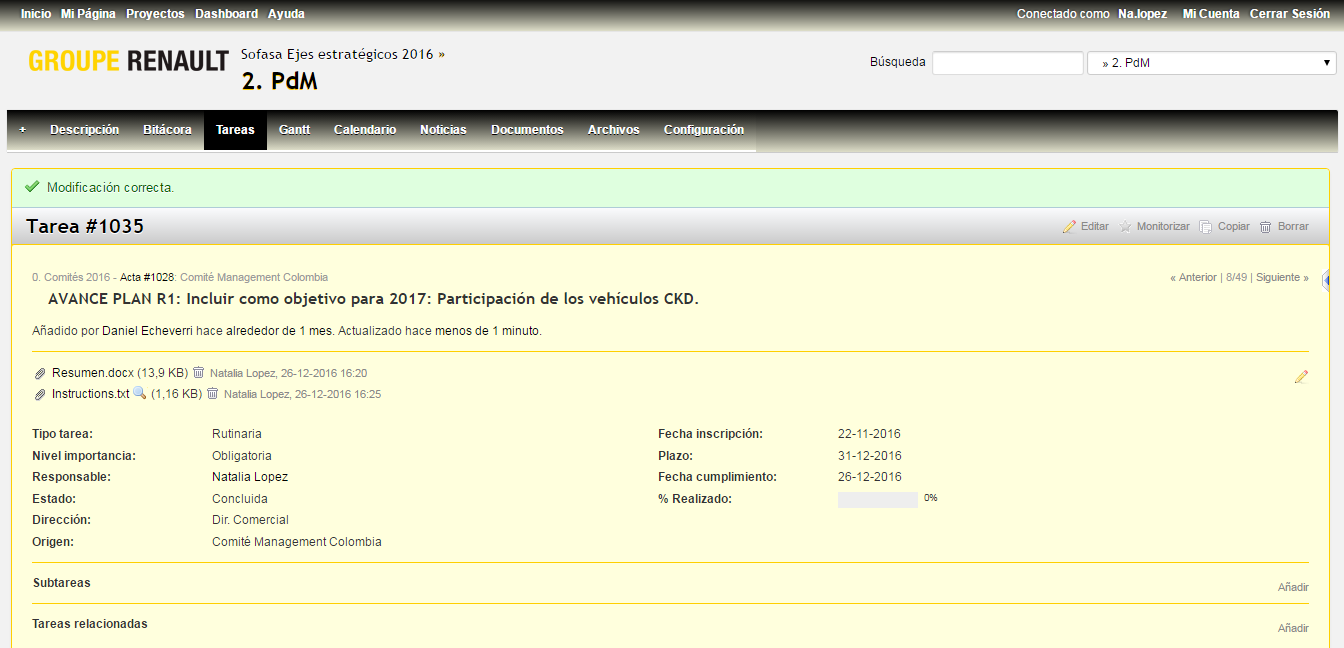 Inicio Mi Página Proyectos Dashboard Ayuda
Conectado como Na.lopez Mi Cuenta Cerrar Sesión
GROUPE RENAULT
Sofasa Ejes estratégicos 2016 »
2. PdM
Búsqueda
» 2. PdM
+ Descripción Bitácora Tareas Gantt Calendario Noticias Documentos Archivos Configuración
Modificación correcta.
Tarea #1035
Editar Monitorizar Copiar Borrar
0. Comités 2016 - Acta #1028: Comité Management Colombia
« Anterior | 8/49 | Siguiente »
AVANCE PLAN R1: Incluir como objetivo para 2017: Participación de los vehículos CKD.
Añadido por Daniel Echeverri hace alrededor de 1 mes. Actualizado hace menos de 1 minuto.
Resumen.docx (13,9 KB) Natalia Lopez, 26-12-2016 16:20
Instructions.txt (1,16 KB) Natalia Lopez, 26-12-2016 16:25
Tipo tarea: Rutinaria Fecha inscripción: 22-11-2016
Nivel importancia: Obligatoria Plazo: 31-12-2016
Responsable: Natalia Lopez Fecha cumplimiento: 26-12-2016
Estado: Concluida % Realizado: 0%
Dirección: Dir. Comercial
Origen: Comité Management Colombia
Subtareas
Añadir
Tareas relacionadas
Añadir